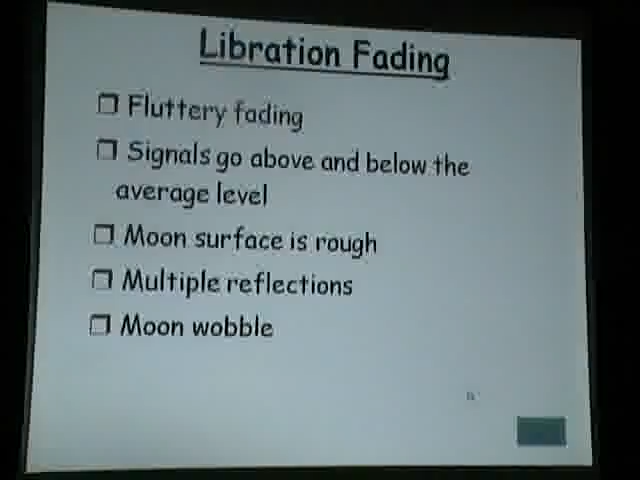 Libration Fading
Fluttery fading
Signals go above and below the
average level
Moon surface is rough
Multiple reflections
Moon wobble